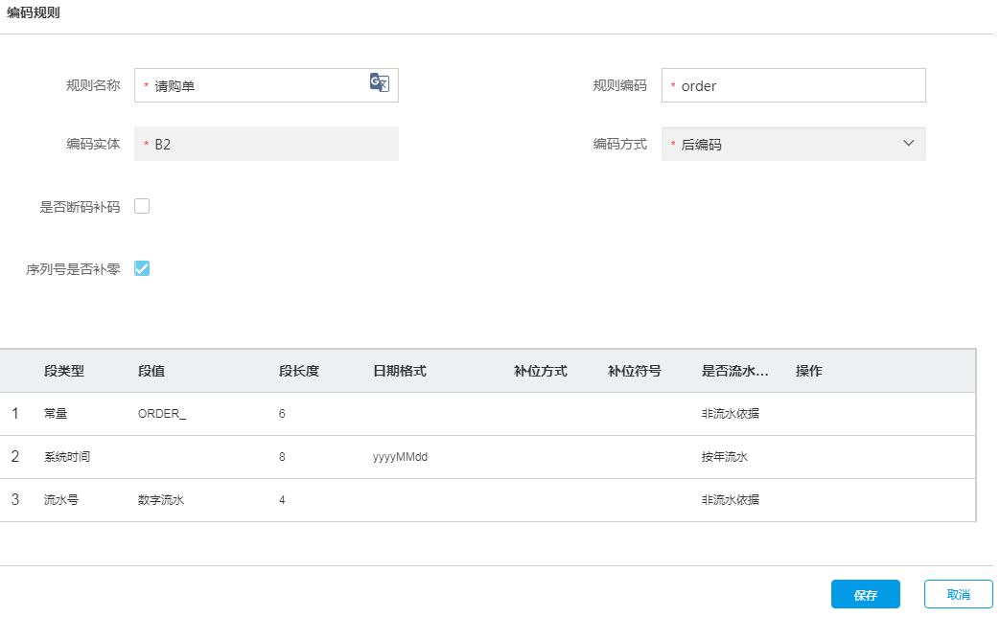 编码规则
规则名称 * 请购单 规则编码 * order
编码实体 * B2 编码方式 * 后编码
是否断码补码
序列号是否补零
段类型 段值 段长度 日期格式 补位方式 补位符号 是否流水... 操作
1 常量 ORDER_ 6 非流水依据
2 系统时间 8 yyyyMMdd 按年流水
3 流水号 数字流水 4 非流水依据
保存 取消